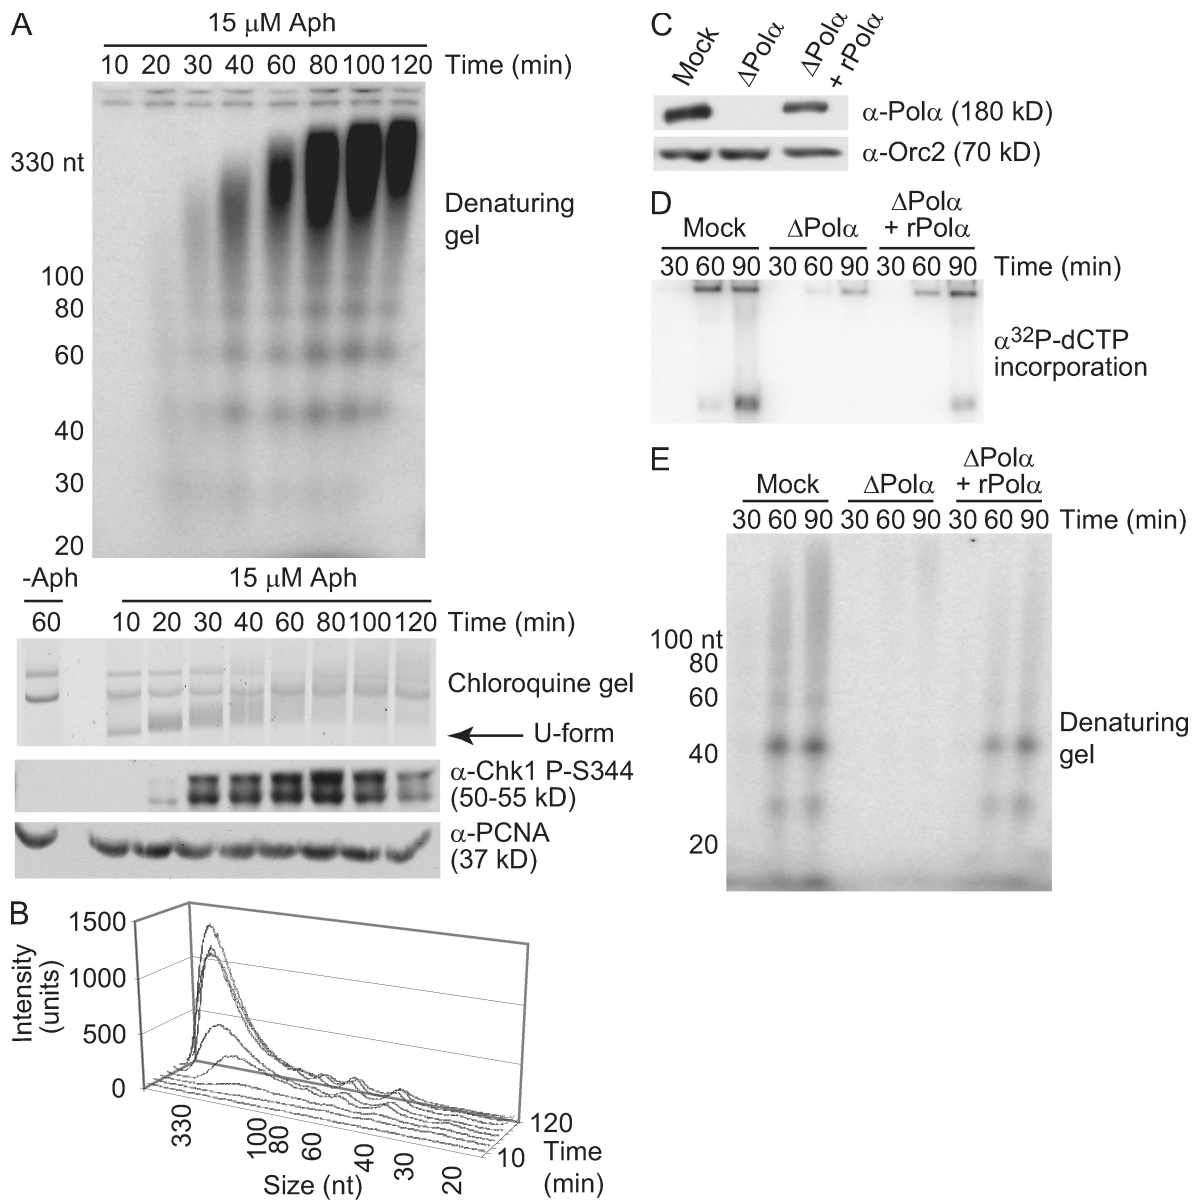 A
15 μM Aph
10 20 30 40 60 80 100 120 Time (min)
330 nt
Denaturing
gel
100
80
60
40
30
20
-Aph
15 μM Aph
60 10 20 30 40 60 80 100 120 Time (min)
Chloroquine gel
U-form
α-Chk1 P-S344
(50-55 kD)
α-PCNA
(37 kD)
B
1500
1000
500
0
Intensity
(units)
330 100 80 60 40 30 20
Size (nt)
120
10
Time
(min)
C
Mock
ΔPolα
ΔPolα
+ rPolα
α-Polα (180 kD)
α-Orc2 (70 kD)
D
Mock
ΔPolα
ΔPolα
+ rPolα
30 60 90 30 60 90 30 60 90 Time (min)
α³²P-dCTP
incorporation
E
Mock
ΔPolα
ΔPolα
+ rPolα
30 60 90 30 60 90 30 60 90 Time (min)
100 nt
80
60
40
20
Denaturing
gel